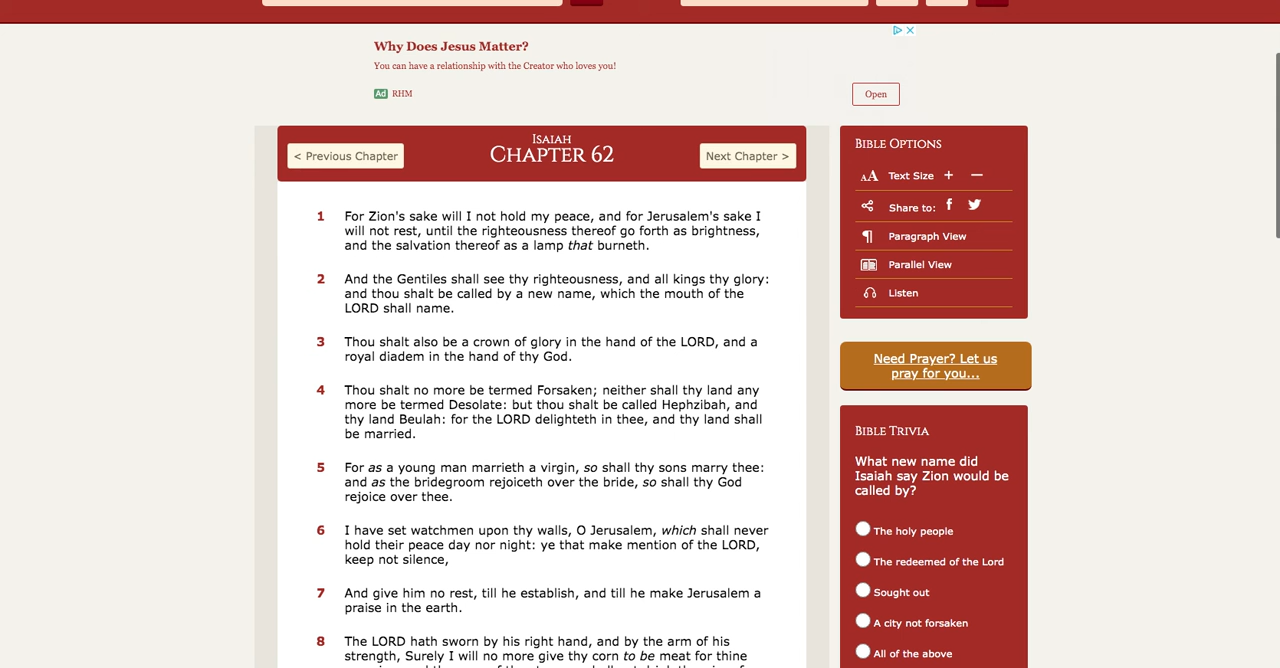 Why Does Jesus Matter?
You can have a relationship with the Creator who loves you!
Ad RHM
Open
< Previous Chapter
Isaiah
Chapter 62
Next Chapter >
1 For Zion's sake will I not hold my peace, and for Jerusalem's sake I
will not rest, until the righteousness thereof go forth as brightness,
and the salvation thereof as a lamp that burneth.
2 And the Gentiles shall see thy righteousness, and all kings thy glory:
and thou shalt be called by a new name, which the mouth of the
LORD shall name.
3 Thou shalt also be a crown of glory in the hand of the LORD, and a
royal diadem in the hand of thy God.
4 Thou shalt no more be termed Forsaken; neither shall thy land any
more be termed Desolate: but thou shalt be called Hephzibah, and
thy land Beulah: for the LORD delighteth in thee, and thy land shall
be married.
5 For as a young man marrieth a virgin, so shall thy sons marry thee:
and as the bridegroom rejoiceth over the bride, so shall thy God
rejoice over thee.
6 I have set watchmen upon thy walls, O Jerusalem, which shall never
hold their peace day nor night: ye that make mention of the LORD,
keep not silence,
7 And give him no rest, till he establish, and till he make Jerusalem a
praise in the earth.
8 The LORD hath sworn by his right hand, and by the arm of his
strength, Surely I will no more give thy corn to be meat for thine
Bible Options
AA Text Size + −
Share to:
Paragraph View
Parallel View
Listen
Need Prayer? Let us
pray for you...
Bible Trivia
What new name did
Isaiah say Zion would be
called by?
The holy people
The redeemed of the Lord
Sought out
A city not forsaken
All of the above